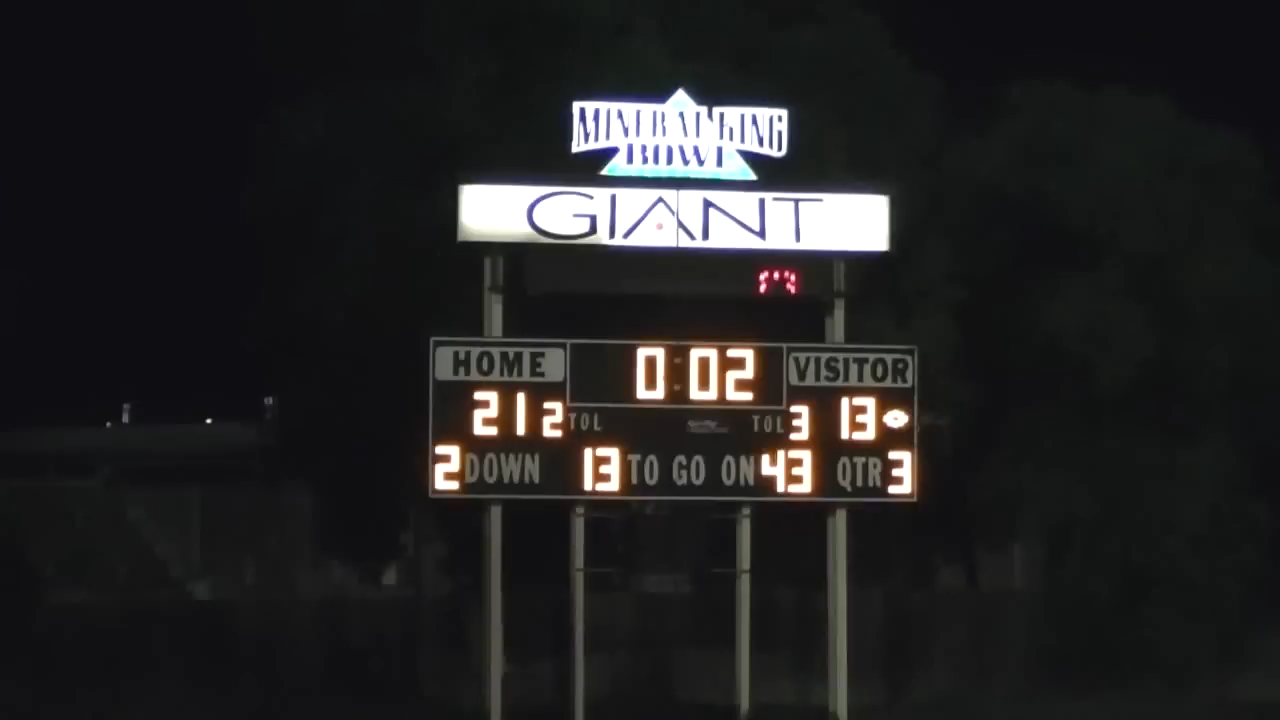 MINERAL KING
BOWL
GIANT
HOME 0:02 VISITOR
21 2 TOL TOL 3 13
2 DOWN 13 TO GO ON 43 QTR 3